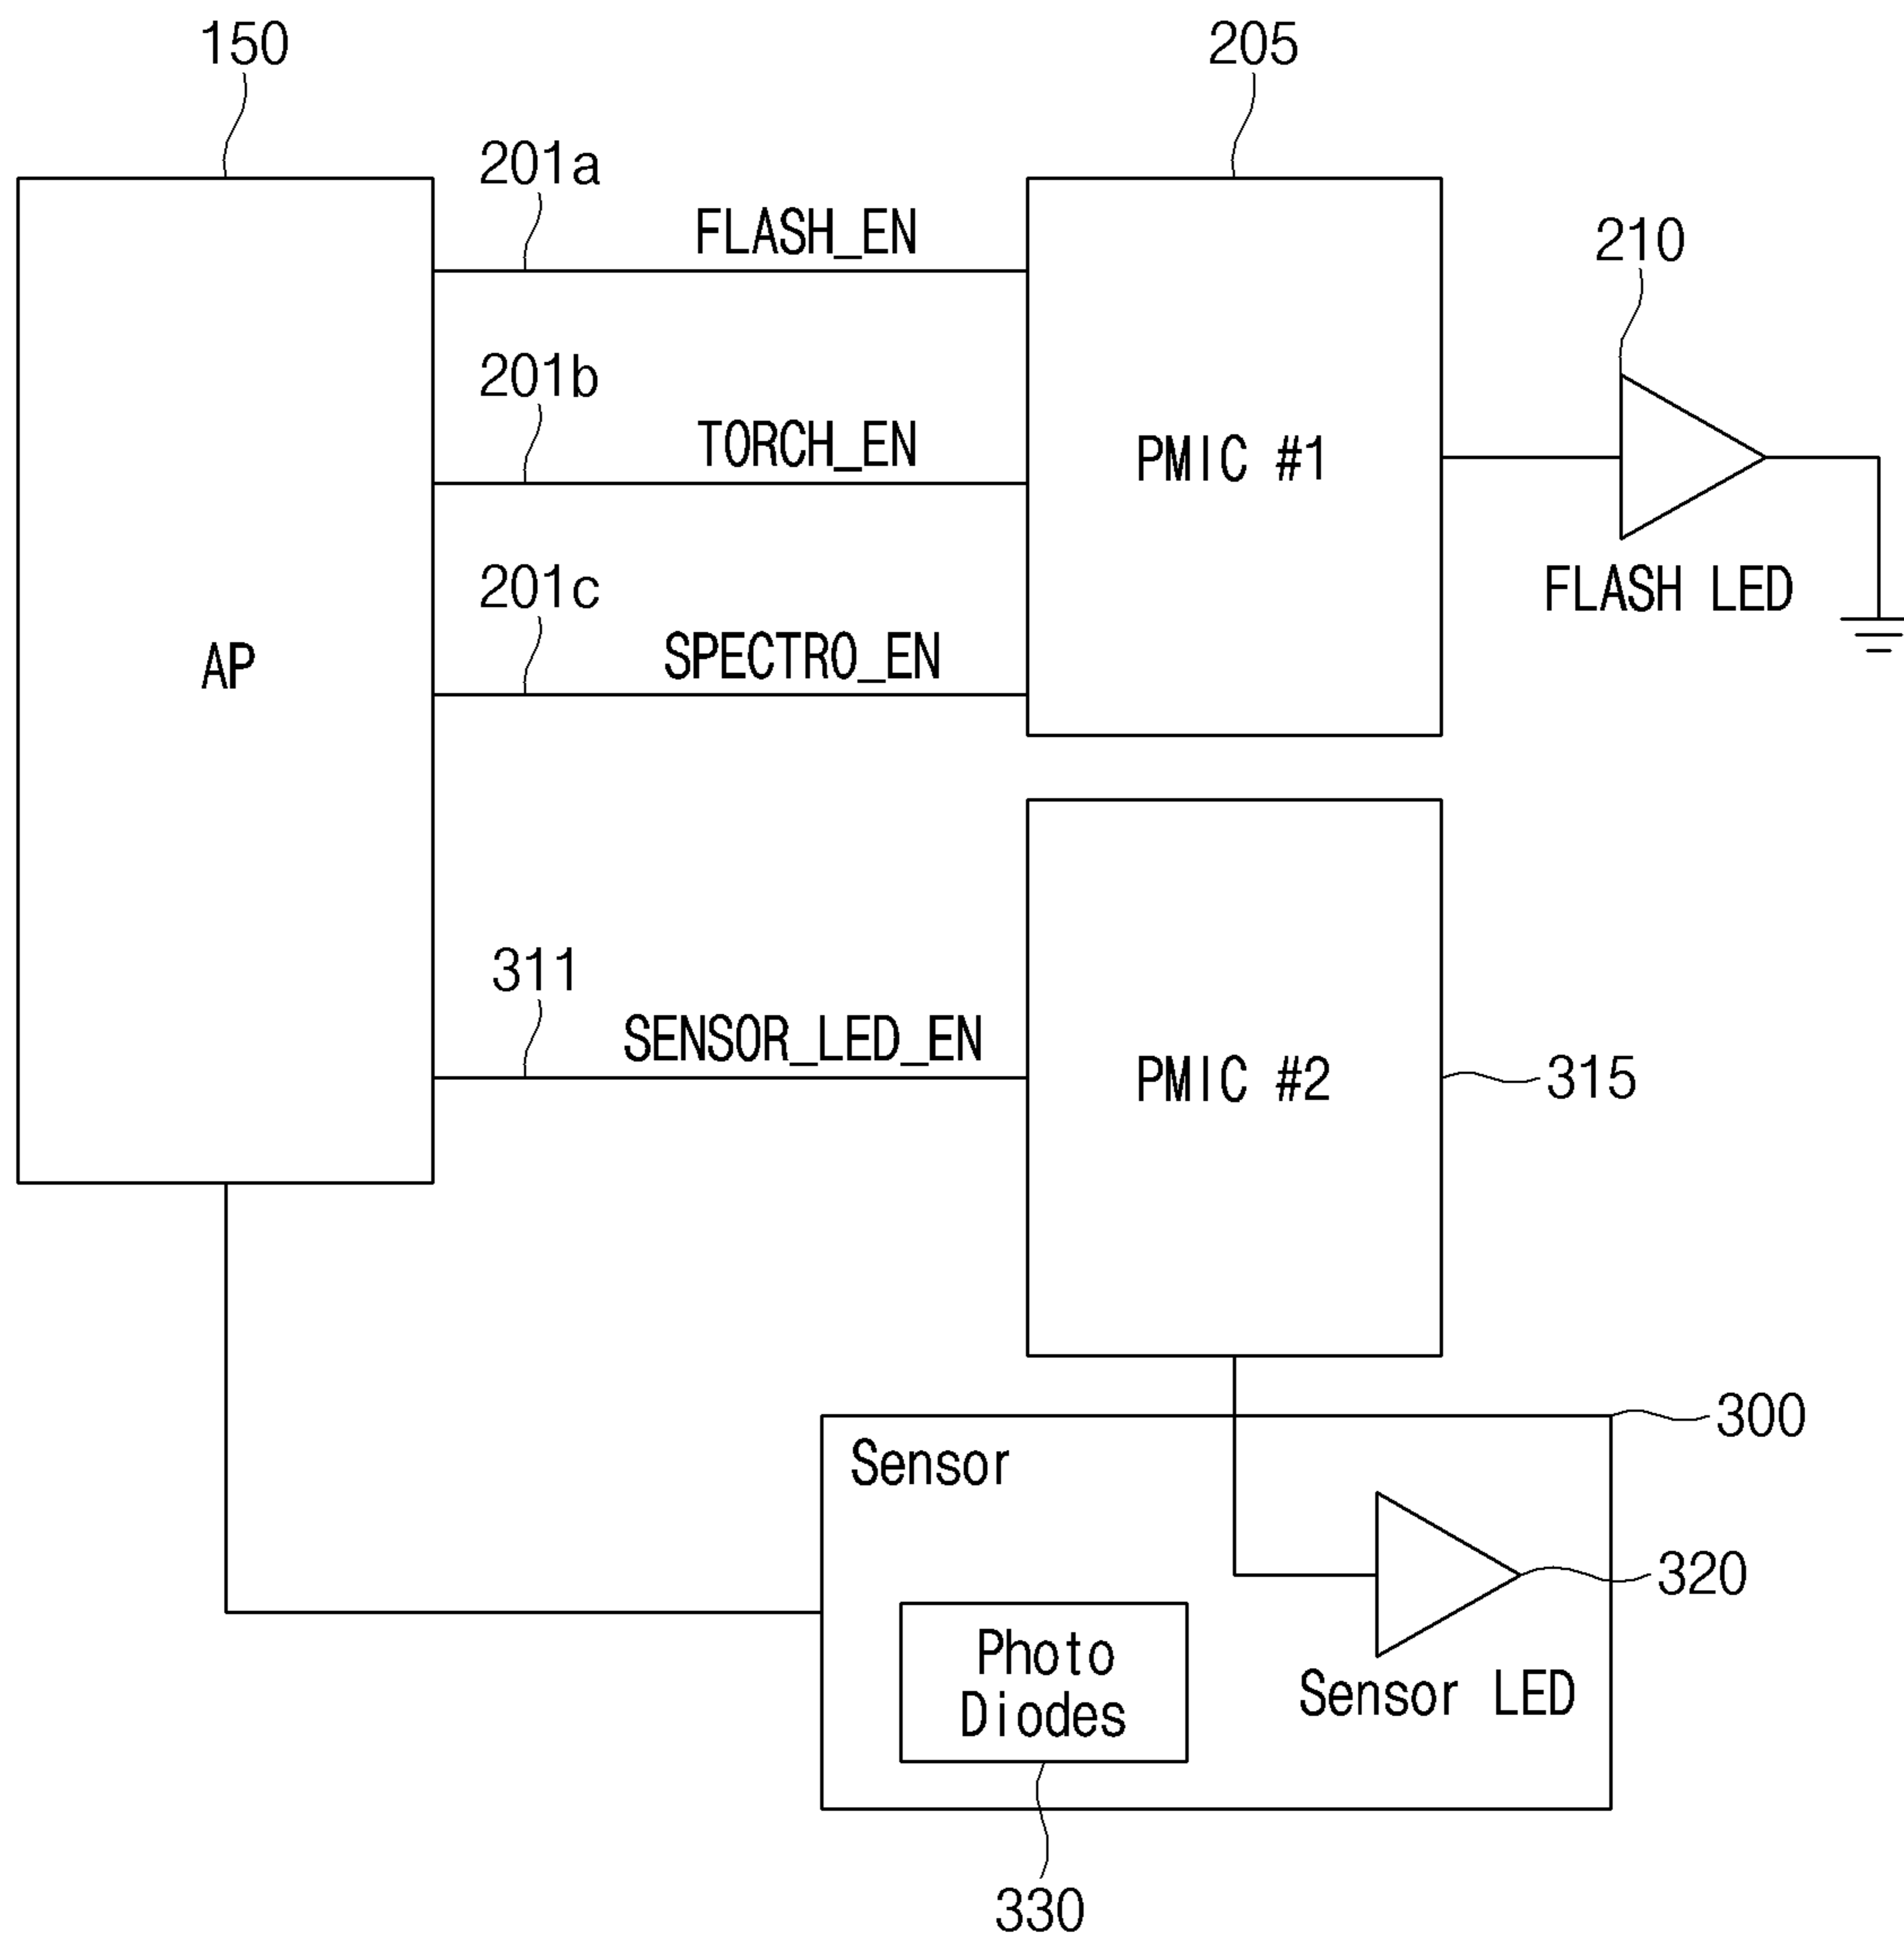 150
205
201a
FLASH_EN
210
201b
TORCH_EN
PMIC #1
201c
FLASH LED
SPECTRO_EN
AP
311
SENSOR_LED_EN
PMIC #2
315
300
Sensor
320
Photo
Diodes
Sensor LED
330